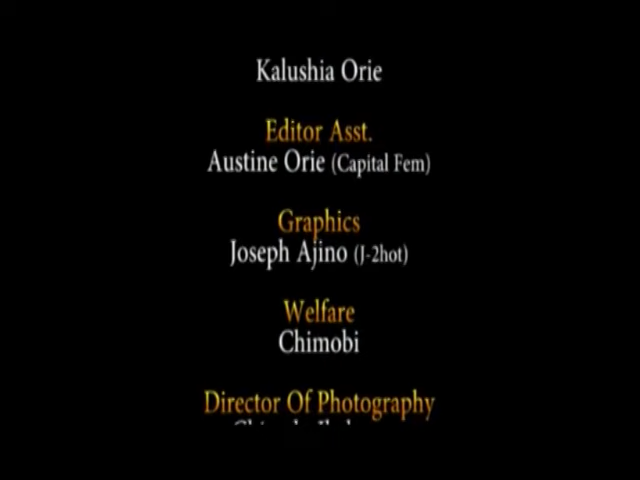 Kalushia Orie
Editor Asst.
Austine Orie (Capital Fem)
Graphics
Joseph Ajino (J-2hot)
Welfare
Chimobi
Director Of Photography